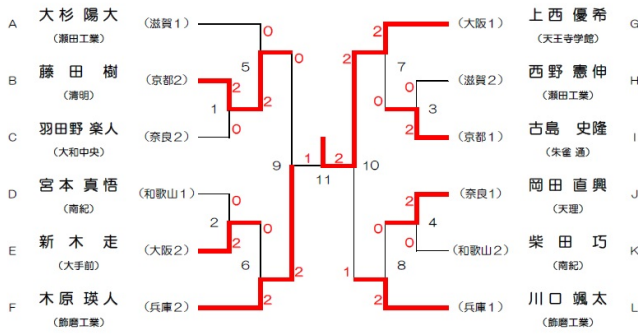 A 大杉 陽大 (滋賀1) 0
(瀬田工業)
5 0
B 藤田 樹 (京都2) 2 2
(清明)
1
C 羽田野 楽人 (奈良2) 0
(大和中央)
9 1
D 宮本 真悟 (和歌山1) 0
(南紀)
2 0
E 新木 走 (大阪2) 2
(大手前)
6 2
F 木原 瑛人 (兵庫2) 2
(飾磨工業)
11
2 (大阪1) 上西 優希 G
(天王寺学館)
2 7
0 0 (滋賀2) 西野 憲伸 H
(瀬田工業)
3
2 (京都1) 古島 史隆 I
(朱雀 通)
2 10
2 (奈良1) 岡田 直興 J
(天理)
0 4
0 (和歌山2) 柴田 巧 K
(南紀)
1 8
2 (兵庫1) 川口 颯太 L
(飾磨工業)